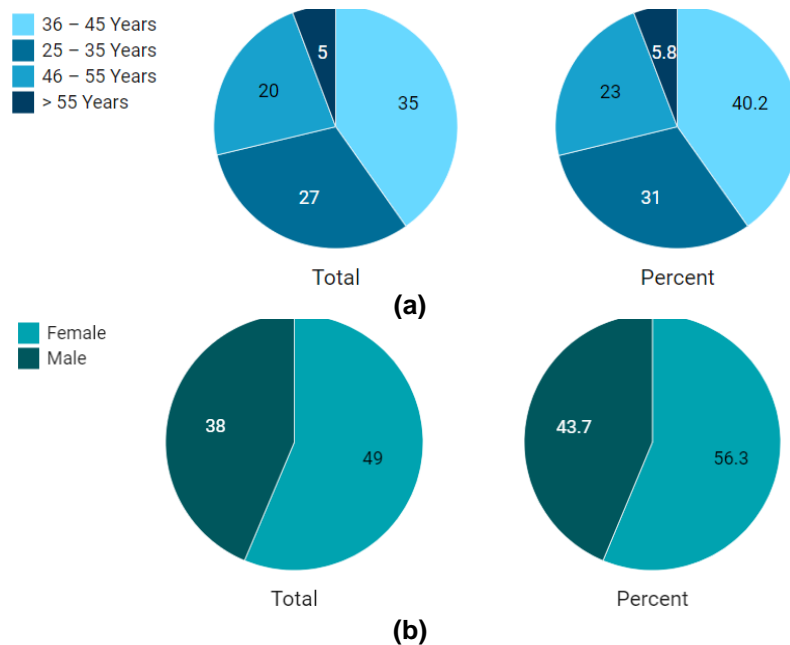 36 – 45 Years
25 – 35 Years
46 – 55 Years
> 55 Years
5
20
35
27
Total
5.8
23
40.2
31
Percent
(a)
Female
Male
38
49
Total
43.7
56.3
Percent
(b)